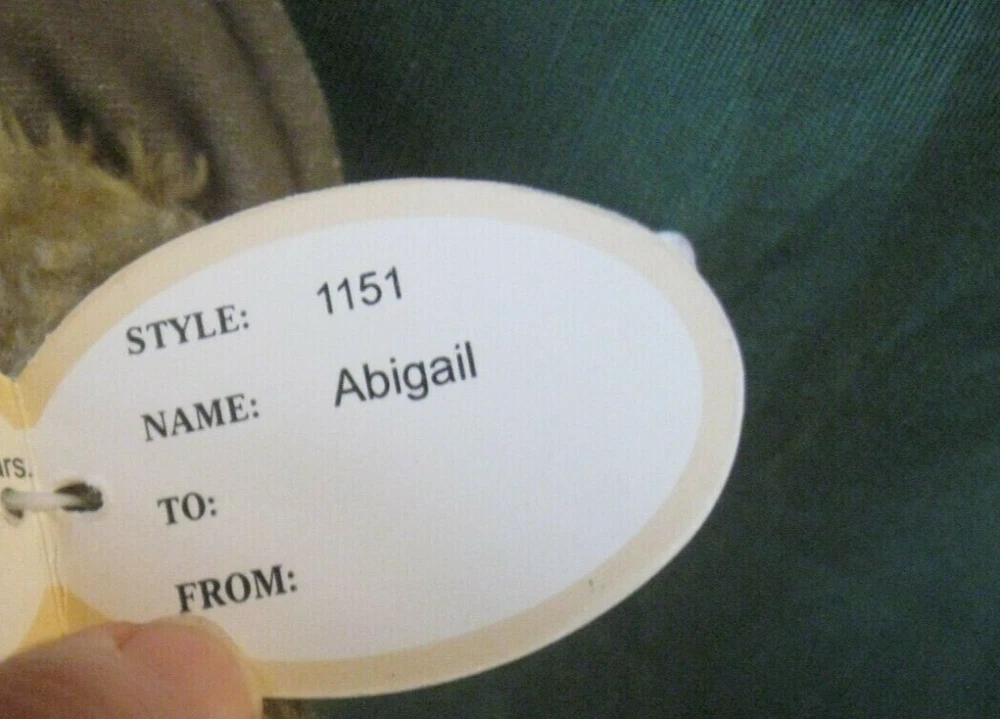 STYLE: 1151
NAME: Abigail
TO:
FROM: